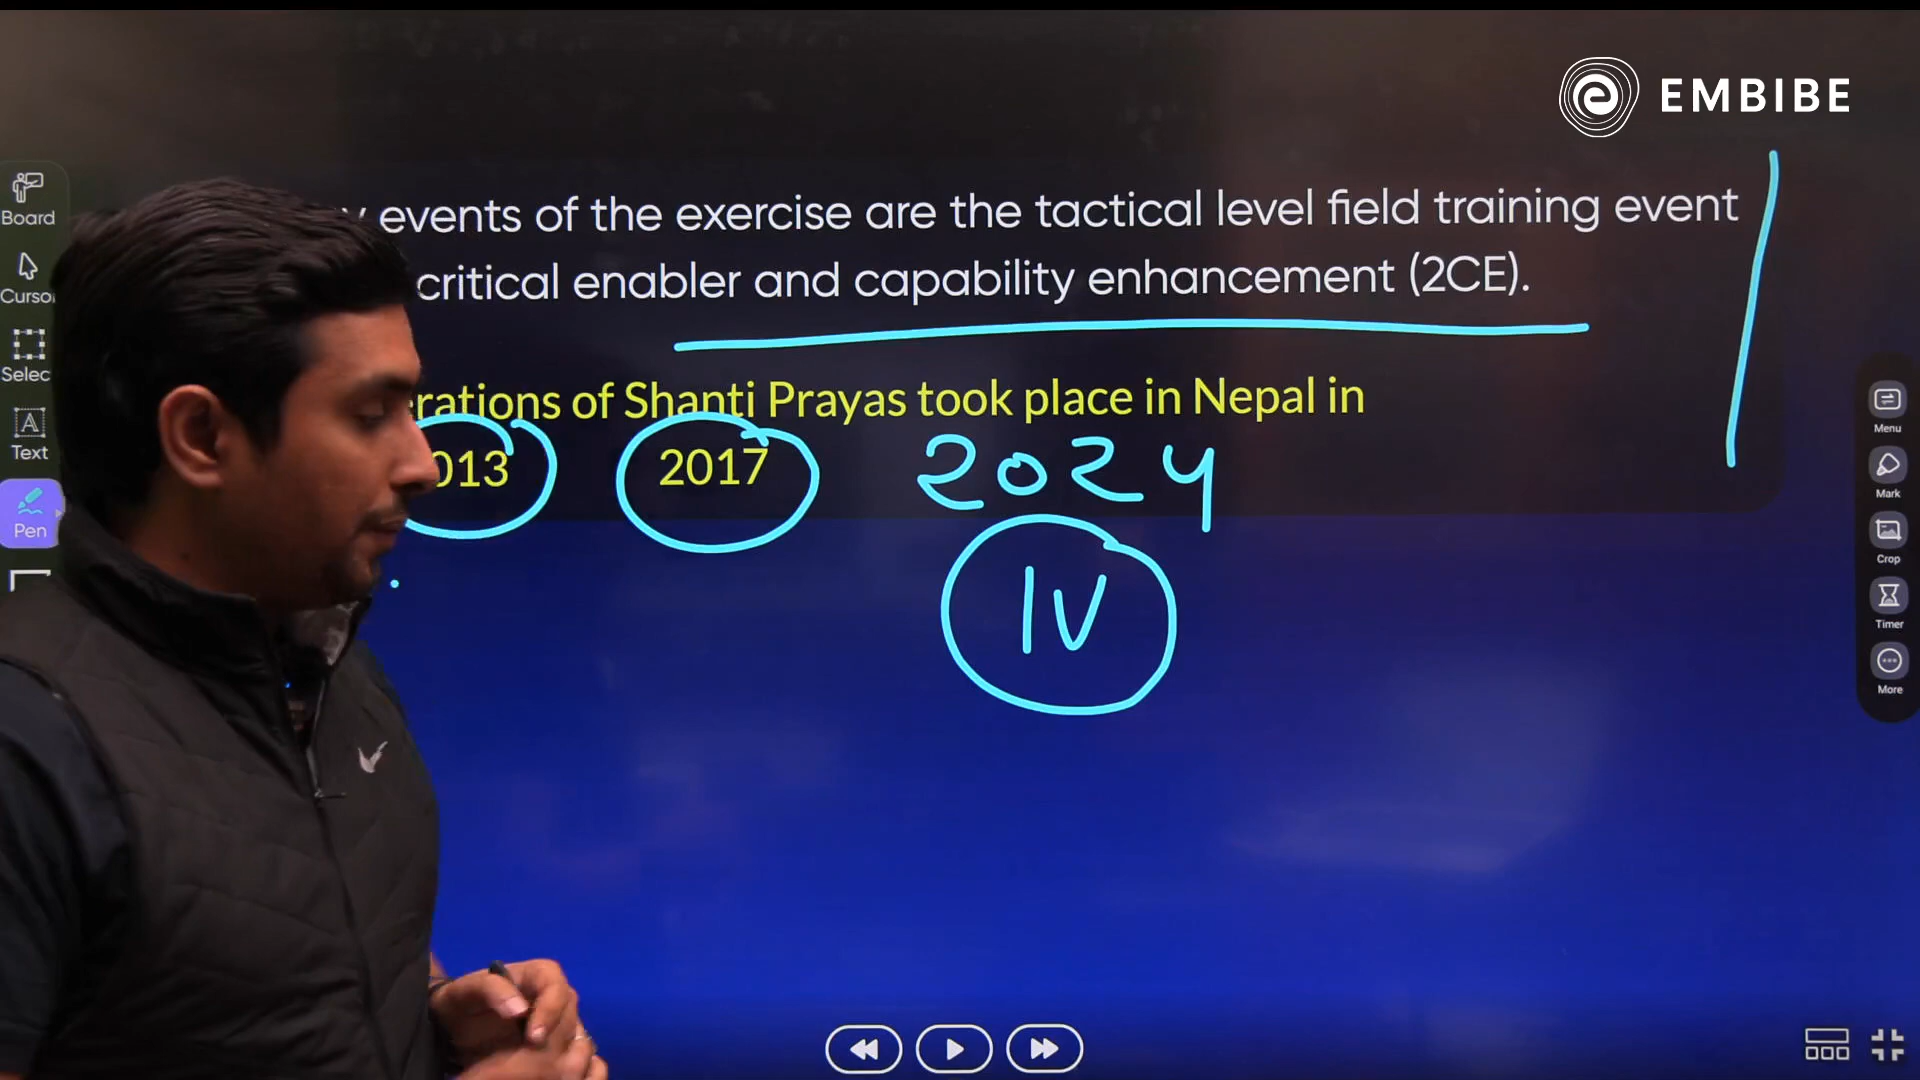 EMBIBE
events of the exercise are the tactical level field training event
critical enabler and capability enhancement (2CE).
erations of Shanti Prayas took place in Nepal in
013 2017 2024
IV
Board
Cursor
Selec
Text
Pen
Menu
Mark
Crop
Timer
More